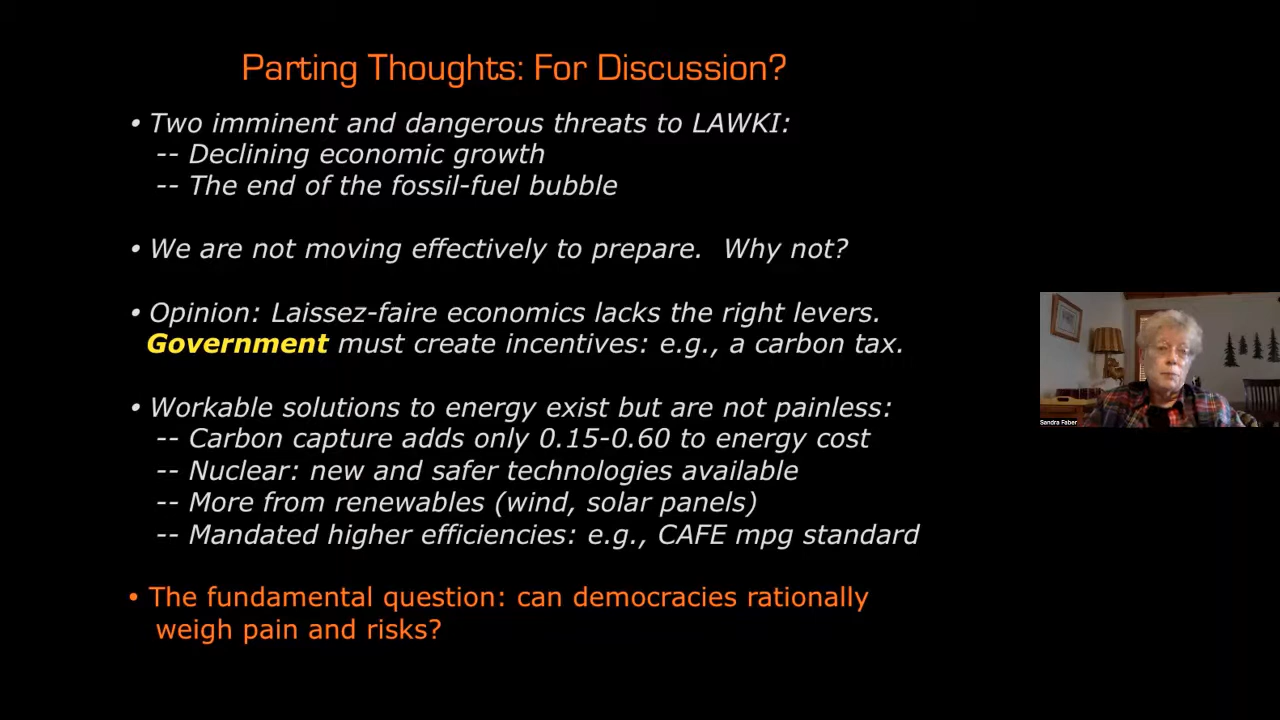 Parting Thoughts: For Discussion?
• Two imminent and dangerous threats to LAWKI:
-- Declining economic growth
-- The end of the fossil-fuel bubble
• We are not moving effectively to prepare. Why not?
• Opinion: Laissez-faire economics lacks the right levers.
Government must create incentives: e.g., a carbon tax.
• Workable solutions to energy exist but are not painless:
-- Carbon capture adds only 0.15-0.60 to energy cost
-- Nuclear: new and safer technologies available
-- More from renewables (wind, solar panels)
-- Mandated higher efficiencies: e.g., CAFE mpg standard
• The fundamental question: can democracies rationally
weigh pain and risks?
Sandra Faber